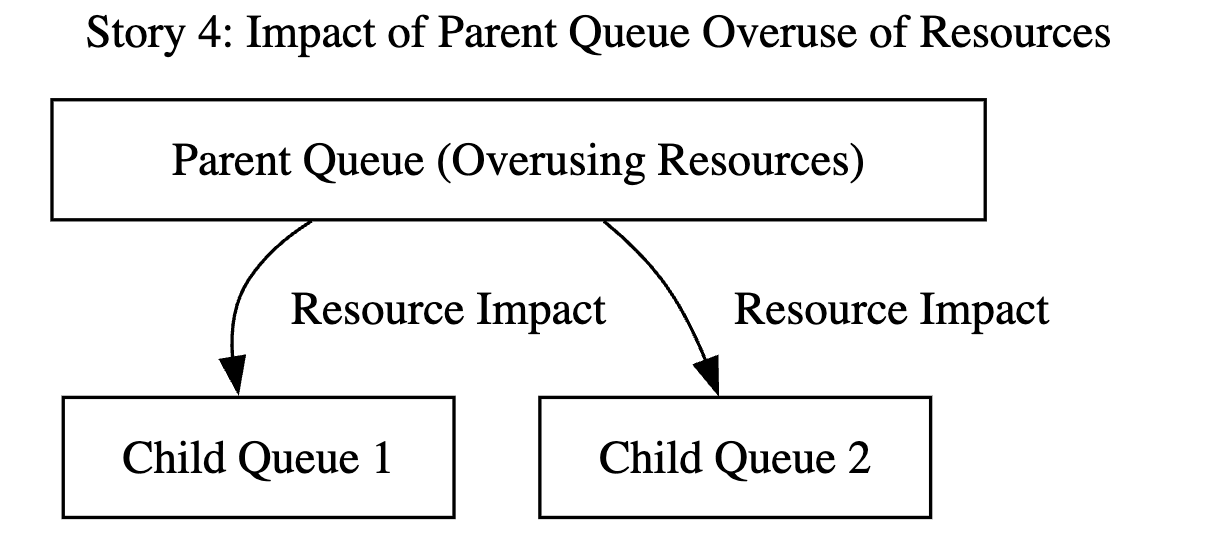 Story 4: Impact of Parent Queue Overuse of Resources
Parent Queue (Overusing Resources)
Resource Impact
Resource Impact
Child Queue 1
Child Queue 2